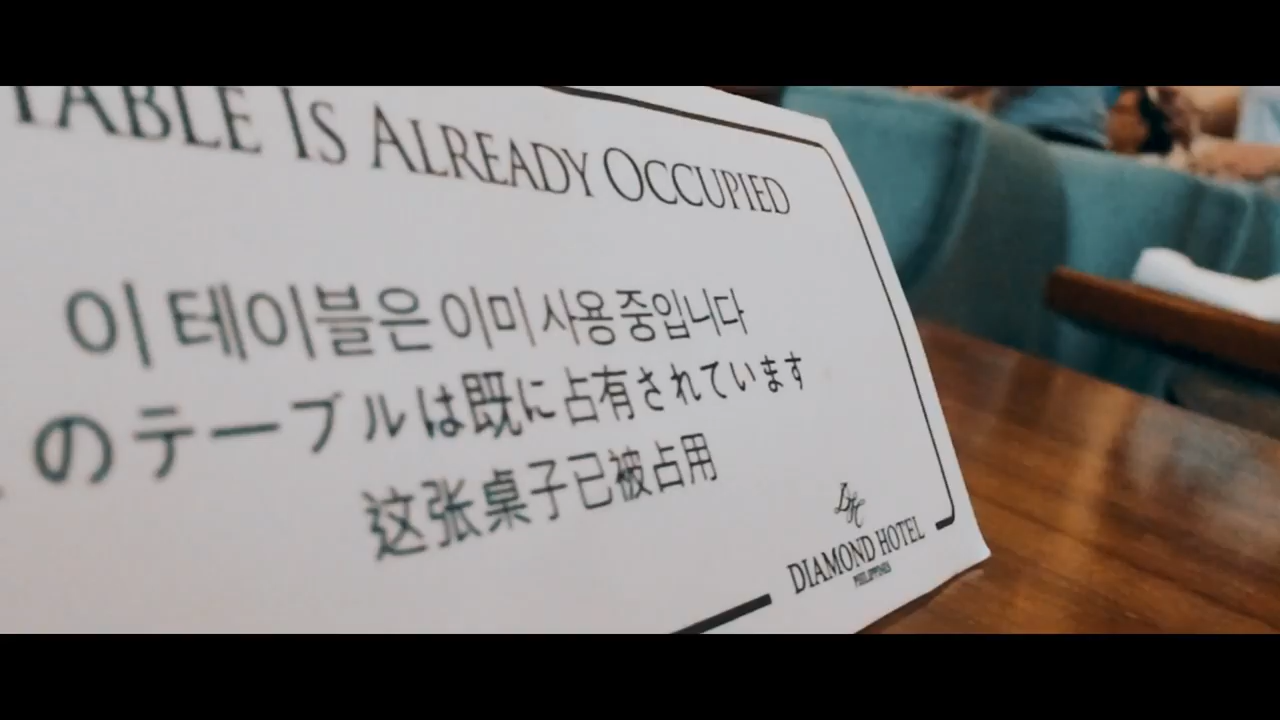 TABLE IS ALREADY OCCUPIED
이 테이블은 이미 사용 중입니다
のテーブルは既に占有されています
这张桌子已被占用
DH
DIAMOND HOTEL
PHILIPPINES